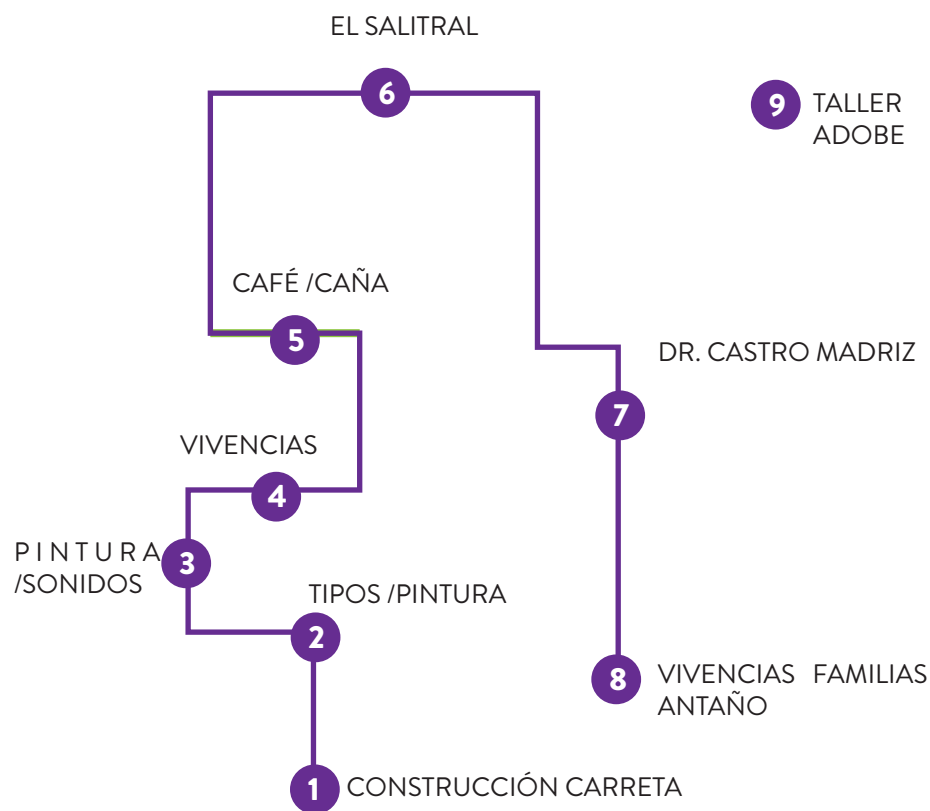 EL SALITRAL
6
9 TALLER
ADOBE
CAFÉ /CAÑA
5
DR. CASTRO MADRIZ
7
VIVENCIAS
4
PINTURA
/SONIDOS
3
TIPOS /PINTURA
2
8 VIVENCIAS FAMILIAS
ANTAÑO
1 CONSTRUCCIÓN CARRETA